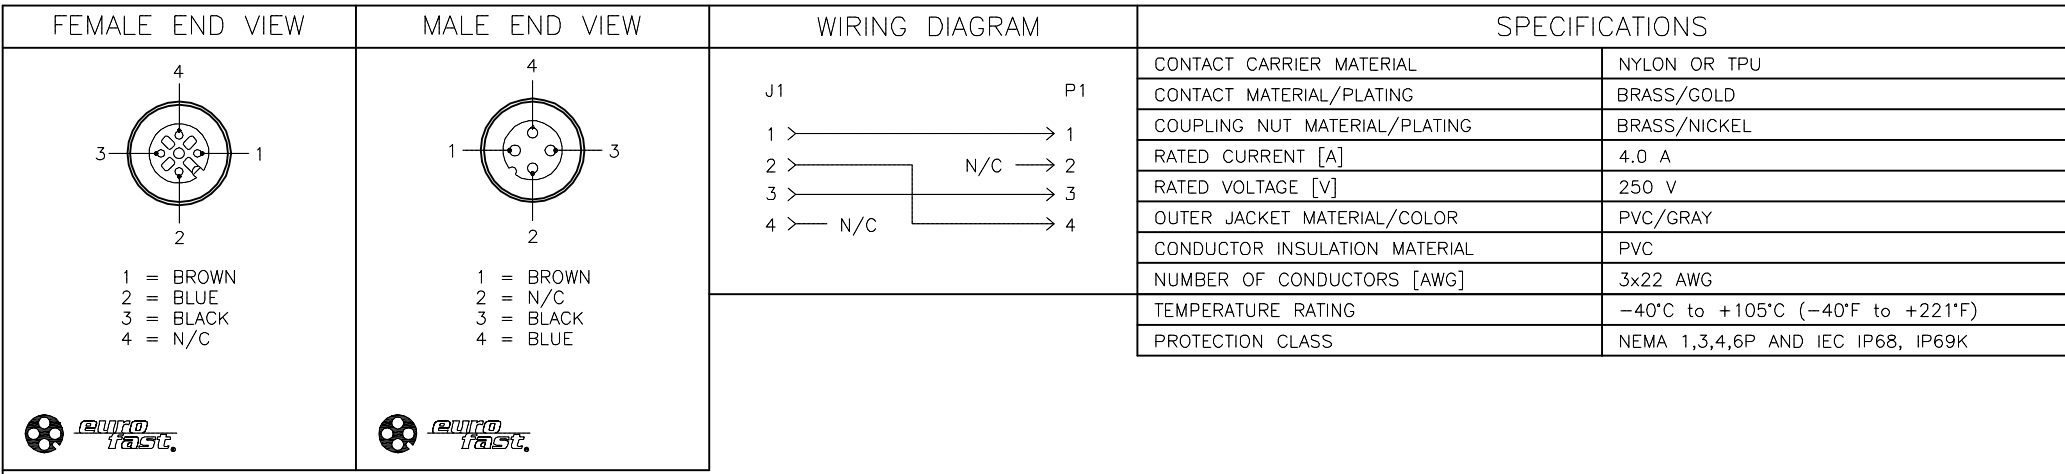 FEMALE END VIEW
4
3 1
2
1 = BROWN
2 = BLUE
3 = BLACK
4 = N/C
euro
fast.
MALE END VIEW
4
1 3
2
1 = BROWN
2 = N/C
3 = BLACK
4 = BLUE
euro
fast.
WIRING DIAGRAM
J1 P1
1 1
2 N/C 2
3 3
4 N/C 4
SPECIFICATIONS
CONTACT CARRIER MATERIAL NYLON OR TPU
CONTACT MATERIAL/PLATING BRASS/GOLD
COUPLING NUT MATERIAL/PLATING BRASS/NICKEL
RATED CURRENT [A] 4.0 A
RATED VOLTAGE [V] 250 V
OUTER JACKET MATERIAL/COLOR PVC/GRAY
CONDUCTOR INSULATION MATERIAL PVC
NUMBER OF CONDUCTORS [AWG] 3x22 AWG
TEMPERATURE RATING −40°C to +105°C (−40°F to +221°F)
PROTECTION CLASS NEMA 1,3,4,6P AND IEC IP68, IP69K